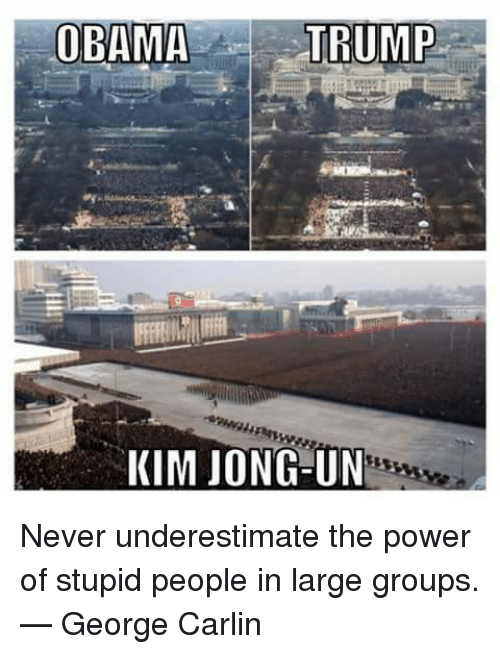 OBAMA TRUMP
KIM JONG-UN
Never underestimate the power
of stupid people in large groups.
— George Carlin